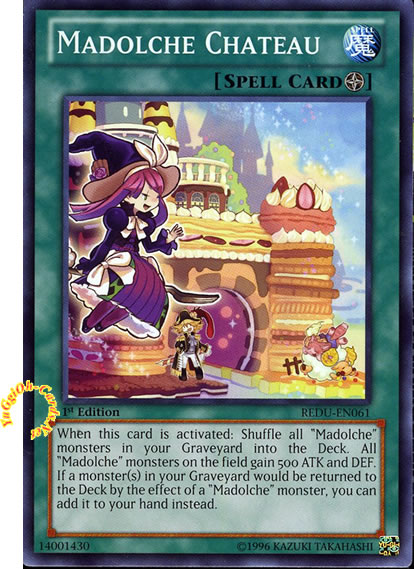 MADOLCHE CHATEAU
魔
[SPELL CARD]
YuGgiOh-Cards.Net
1st Edition
REDU-EN061
When this card is activated: Shuffle all "Madolche"
monsters in your Graveyard into the Deck. All
"Madolche" monsters on the field gain 500 ATK and DEF.
If a monster(s) in your Graveyard would be returned to
the Deck by the effect of a "Madolche" monster, you can
add it to your hand instead.
14001430
©1996 KAZUKI TAKAHASHI